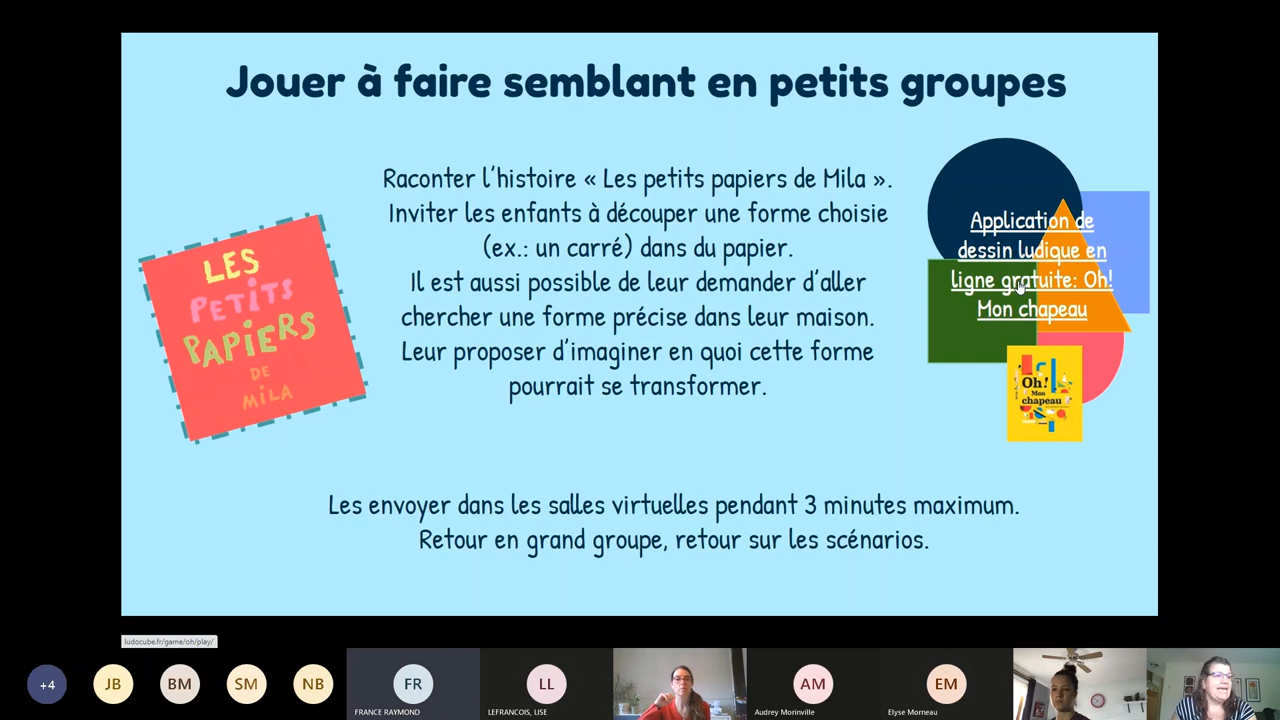 Jouer à faire semblant en petits groupes
Raconter l'histoire « Les petits papiers de Mila ».
Inviter les enfants à découper une forme choisie
(ex.: un carré) dans du papier.
Il est aussi possible de leur demander d'aller
chercher une forme précise dans leur maison.
Leur proposer d'imaginer en quoi cette forme
pourrait se transformer.
LES
PETITS
PAPIERS
DE
MILA
Application de
dessin ludique en
ligne gratuite: Oh!
Mon chapeau
Oh!
Mon
chapeau
Les envoyer dans les salles virtuelles pendant 3 minutes maximum.
Retour en grand groupe, retour sur les scénarios.
ludocube.fr/game/oh/play/
+4
JB
BM
SM
NB
FR
FRANCE RAYMOND
LL
LEFRANCOIS, LISE
AM
Audrey Morinville
EM
Elyse Morneau